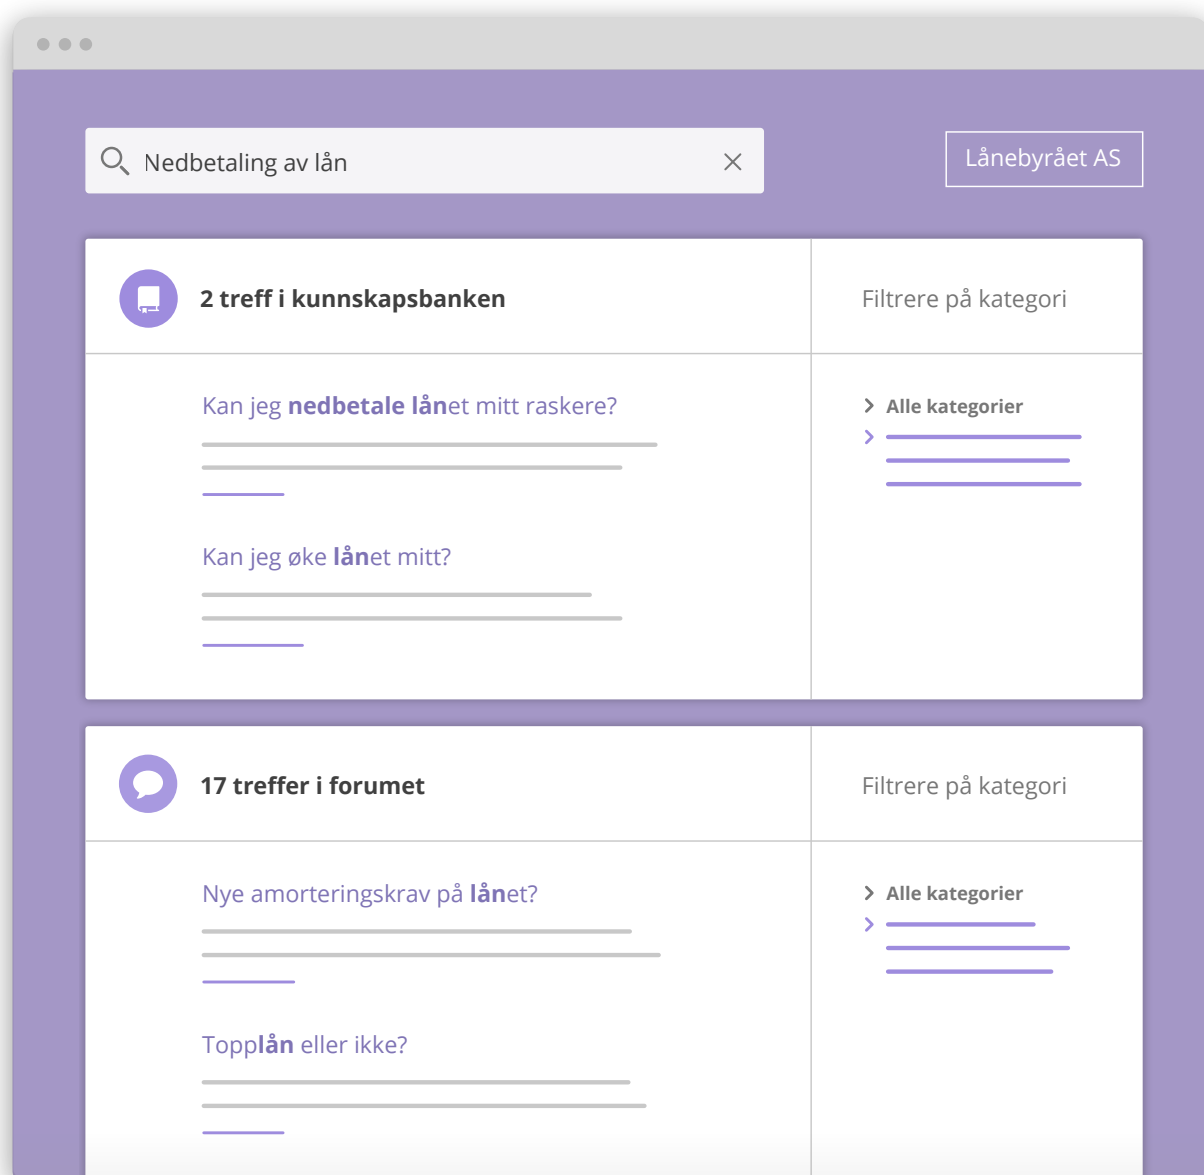 Nedbetaling av lån
Lånebyrået AS
2 treff i kunnskapsbanken
Filtrere på kategori
Kan jeg nedbetale lånet mitt raskere?
Alle kategorier
Kan jeg øke lånet mitt?
17 treffer i forumet
Filtrere på kategori
Nye amorteringskrav på lånet?
Alle kategorier
Topplån eller ikke?